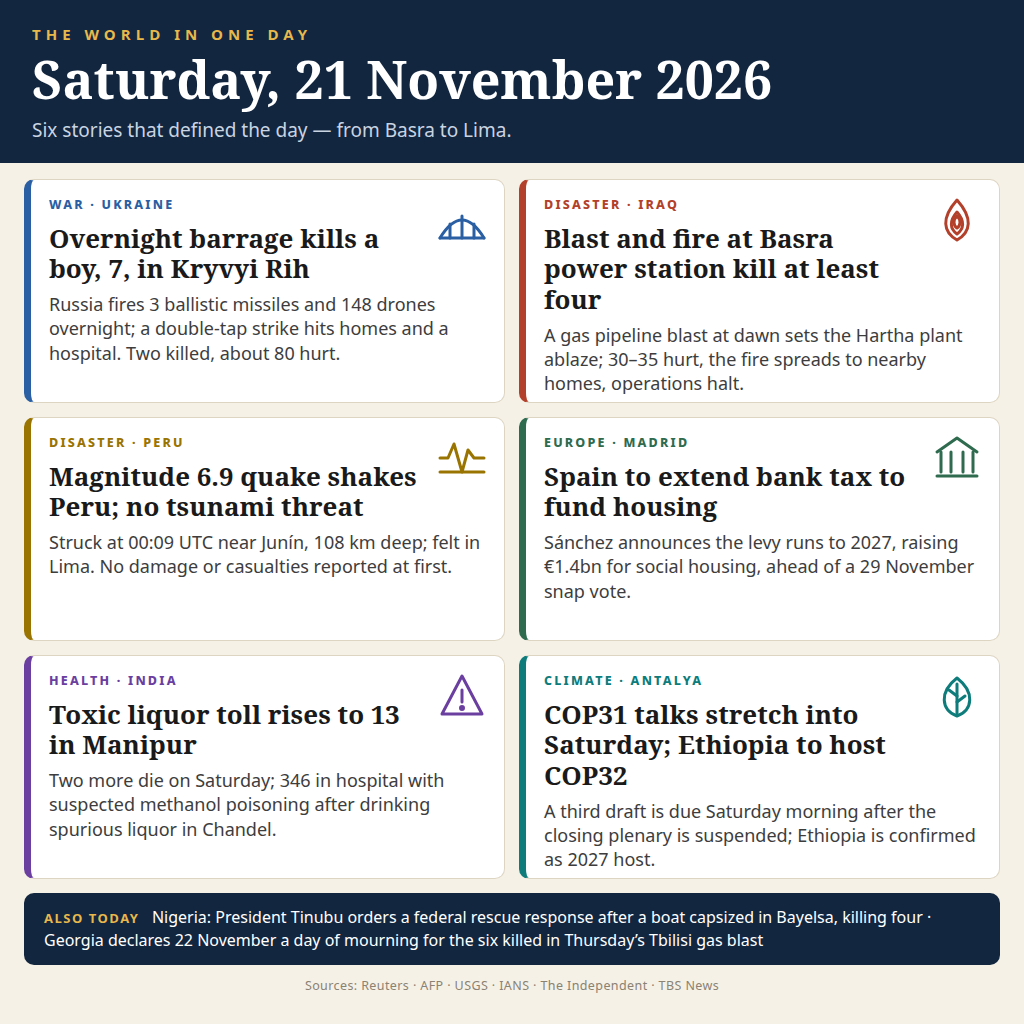 THE WORLD IN ONE DAY
Saturday, 21 November 2026
Six stories that defined the day — from Basra to Lima.
WAR · UKRAINE
Overnight barrage kills a
boy, 7, in Kryvyi Rih
Russia fires 3 ballistic missiles and 148 drones
overnight; a double-tap strike hits homes and a
hospital. Two killed, about 80 hurt.
DISASTER · IRAQ
Blast and fire at Basra
power station kill at least
four
A gas pipeline blast at dawn sets the Hartha plant
ablaze; 30–35 hurt, the fire spreads to nearby
homes, operations halt.
DISASTER · PERU
Magnitude 6.9 quake shakes
Peru; no tsunami threat
Struck at 00:09 UTC near Junín, 108 km deep; felt in
Lima. No damage or casualties reported at first.
EUROPE · MADRID
Spain to extend bank tax to
fund housing
Sánchez announces the levy runs to 2027, raising
€1.4bn for social housing, ahead of a 29 November
snap vote.
HEALTH · INDIA
Toxic liquor toll rises to 13
in Manipur
Two more die on Saturday; 346 in hospital with
suspected methanol poisoning after drinking
spurious liquor in Chandel.
CLIMATE · ANTALYA
COP31 talks stretch into
Saturday; Ethiopia to host
COP32
A third draft is due Saturday morning after the
closing plenary is suspended; Ethiopia is confirmed
as 2027 host.
ALSO TODAY Nigeria: President Tinubu orders a federal rescue response after a boat capsized in Bayelsa, killing four ·
Georgia declares 22 November a day of mourning for the six killed in Thursday’s Tbilisi gas blast
Sources: Reuters · AFP · USGS · IANS · The Independent · TBS News